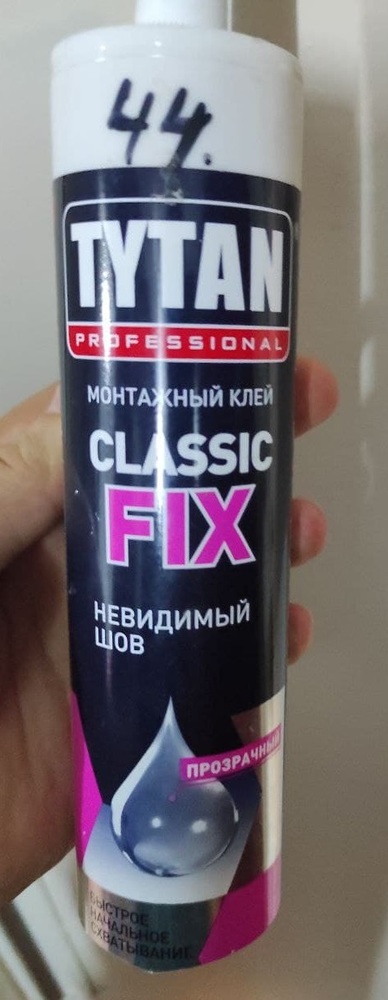 44.
TYTAN
PROFESSIONAL
МОНТАЖНЫЙ КЛЕЙ
CLASSIC
FIX
НЕВИДИМЫЙ
ШОВ
ПРОЗРАЧНЫЙ
БЫСТРОЕ
НАЧАЛЬНОЕ
СХВАТЫВАНИЕ